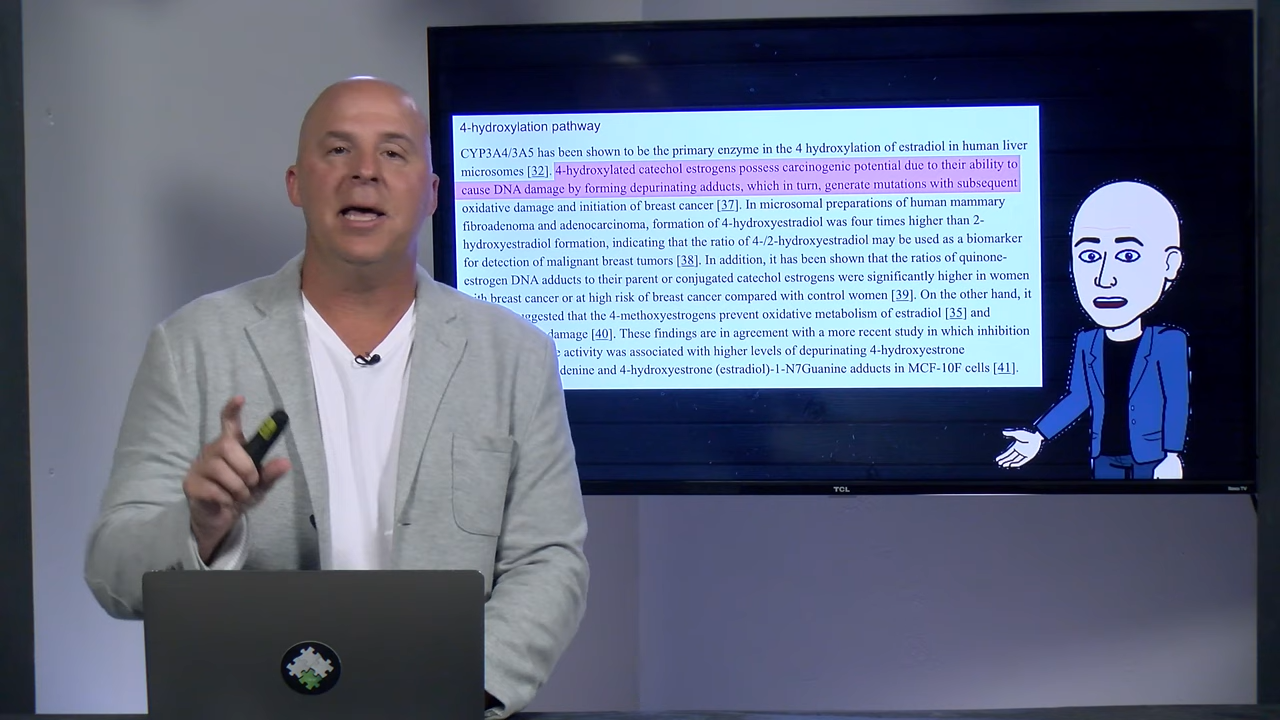 4-hydroxylation pathway
CYP3A4/3A5 has been shown to be the primary enzyme in the 4 hydroxylation of estradiol in human liver
microsomes [32]. 4-hydroxylated catechol estrogens possess carcinogenic potential due to their ability to
cause DNA damage by forming depurinating adducts, which in turn, generate mutations with subsequent
oxidative damage and initiation of breast cancer [37]. In microsomal preparations of human mammary
fibroadenoma and adenocarcinoma, formation of 4-hydroxyestradiol was four times higher than 2-
hydroxyestradiol formation, indicating that the ratio of 4-/2-hydroxyestradiol may be used as a biomarker
for detection of malignant breast tumors [38]. In addition, it has been shown that the ratios of quinone-
estrogen DNA adducts to their parent or conjugated catechol estrogens were significantly higher in women
breast cancer or at high risk of breast cancer compared with control women [39]. On the other hand, it
that the 4-methoxyestrogens prevent oxidative metabolism of estradiol [35] and
[40]. These findings are in agreement with a more recent study in which inhibition
activity was associated with higher levels of depurinating 4-hydroxyestrone
and 4-hydroxyestrone (estradiol)-1-N7Guanine adducts in MCF-10F cells [41].
TCL
Roku TV